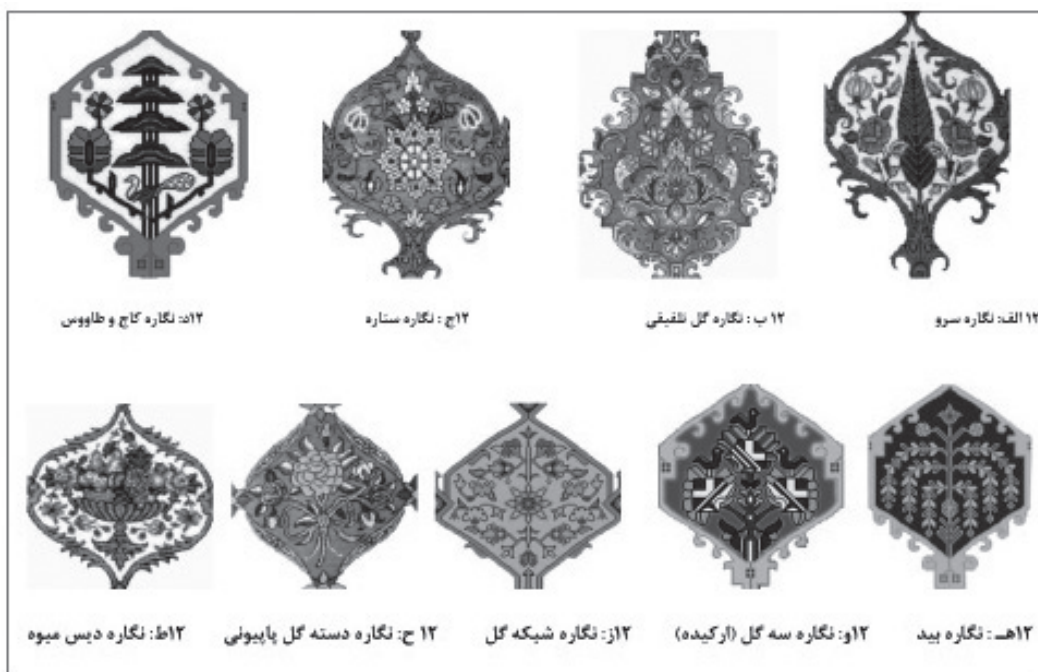 ۱۲ الف: نگاره سرو
۱۲ ب: نگاره گل تلفیقی
۱۲ج: نگاره ستاره
۱۲د: نگاره کاج و طاووس
۱۲هـ: نگاره بید
۱۲و: نگاره سه گل (ارکیده)
۱۲ز: نگاره شبکه گل
۱۲ ح: نگاره دسته گل پاپیونی
۱۲ط: نگاره دیس میوه